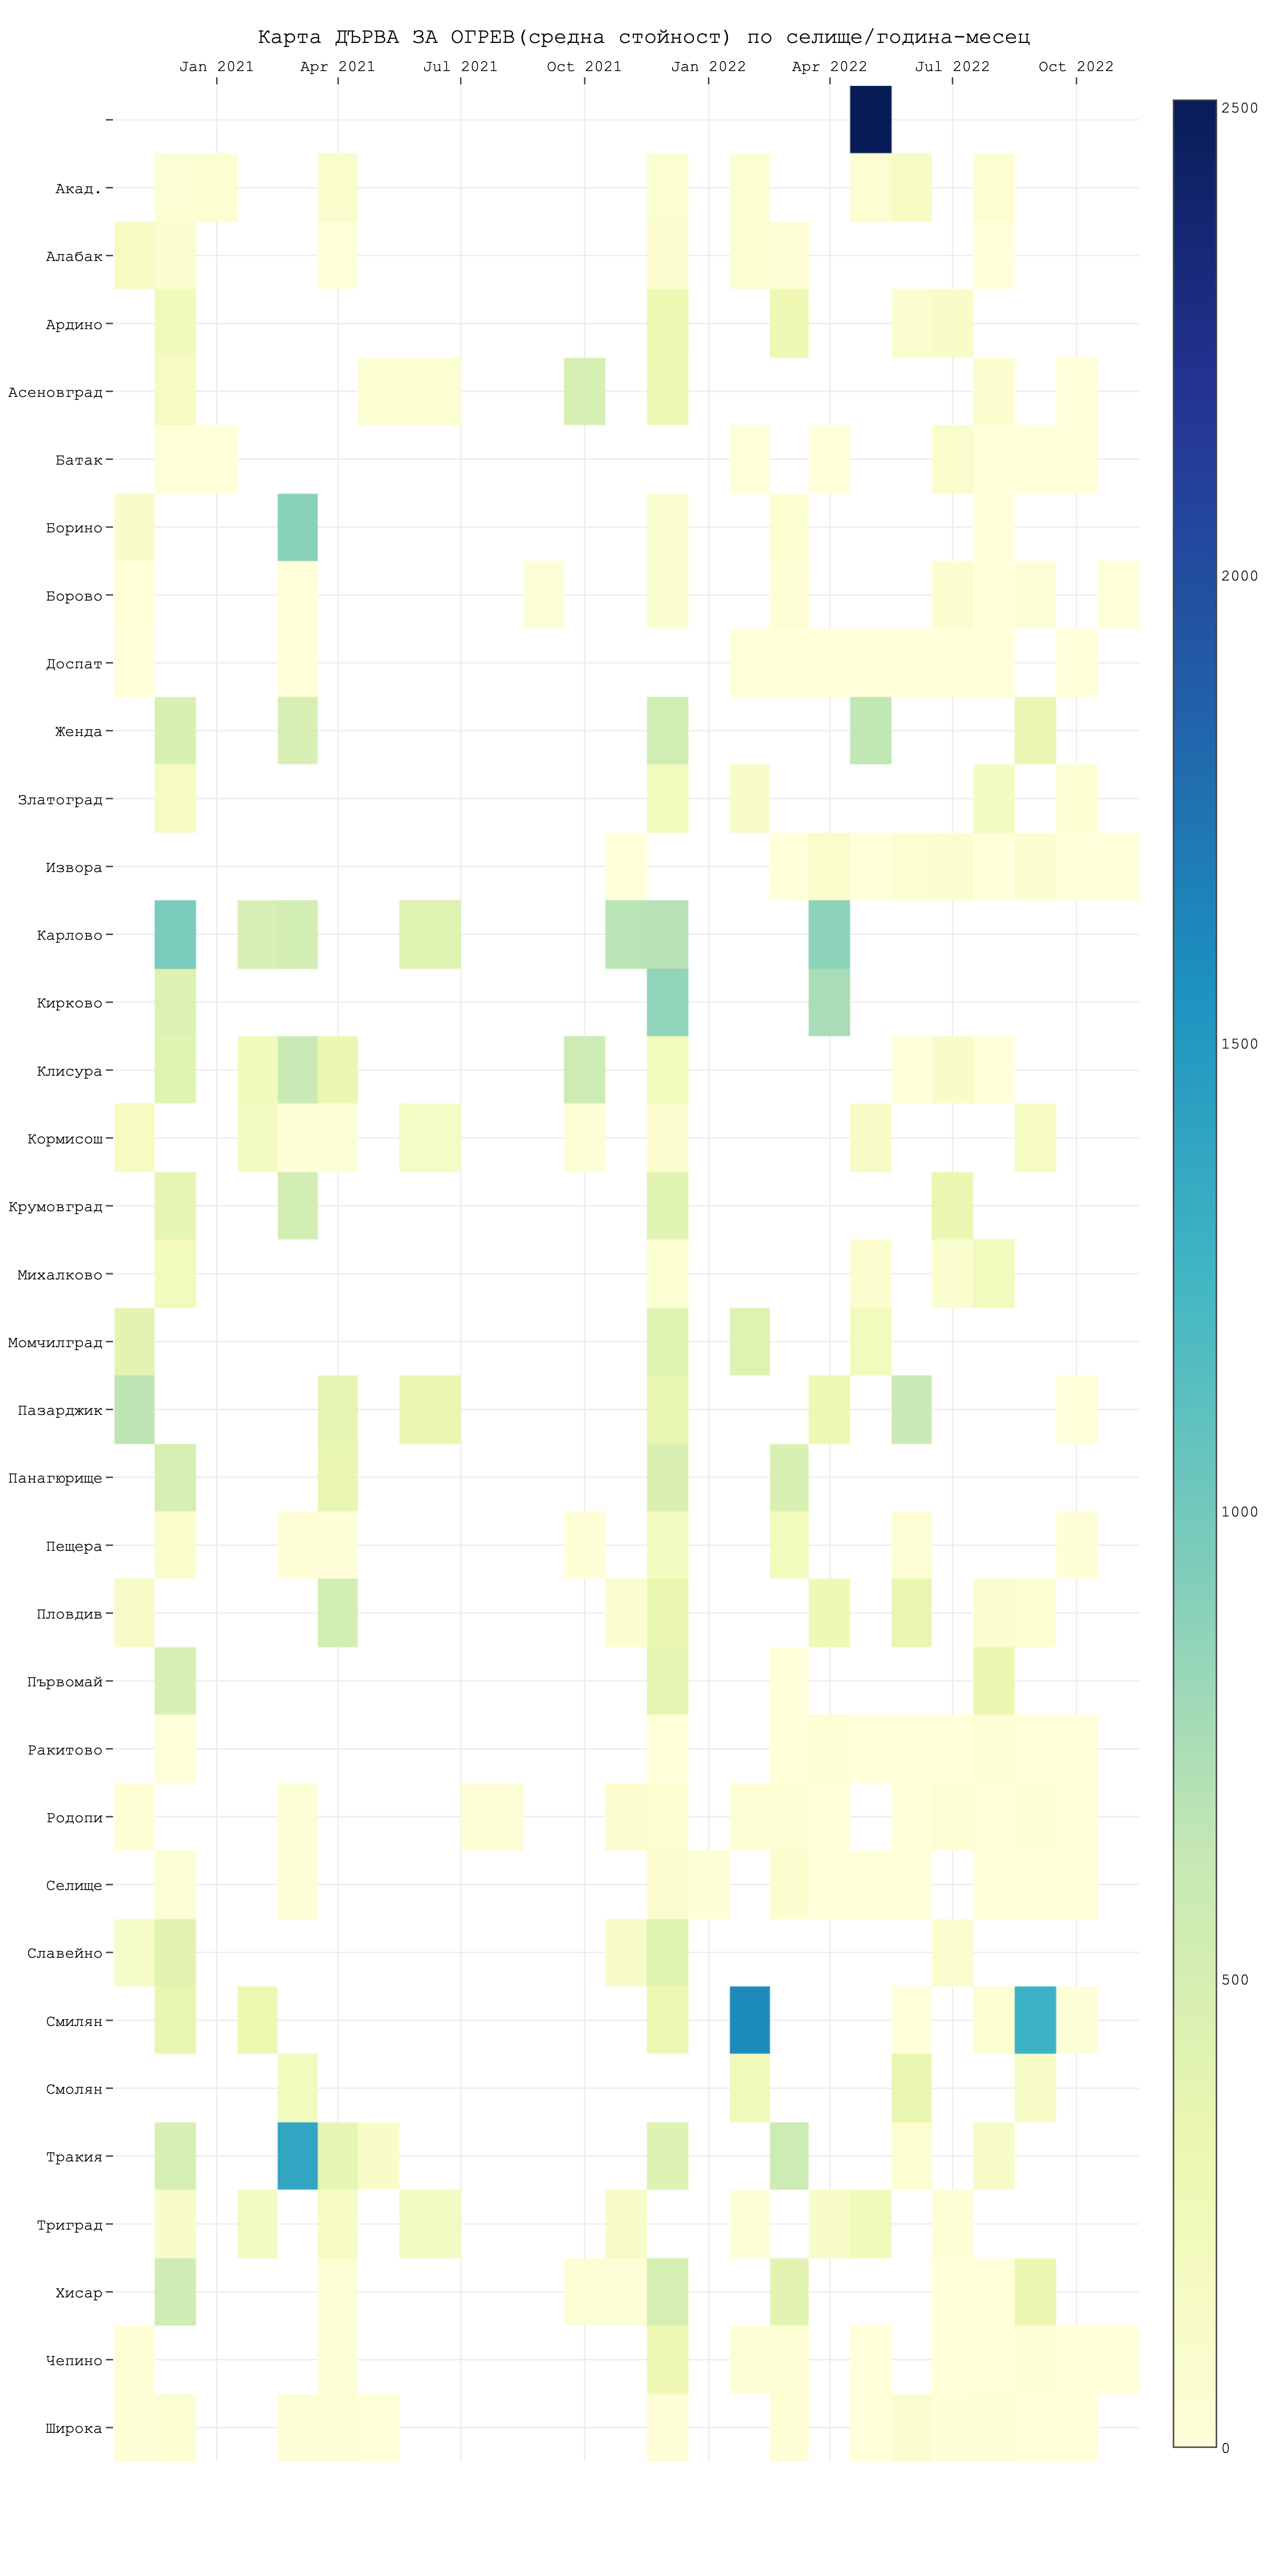 Карта ДЪРВА ЗА ОГРЕВ(средна стойност) по селище/година-месец
Jan 2021 Apr 2021 Jul 2021 Oct 2021 Jan 2022 Apr 2022 Jul 2022 Oct 2022
2500
Акад.
Алабак
Ардино
Асеновград
Батак
Борино
2000
Борово
Доспат
Женда
Златоград
Извора
Карлово
Кирково
1500
Клисура
Кормисош
Крумовград
Михалково
Момчилград
Пазарджик
Панагюрище
1000
Пещера
Пловдив
Първомай
Ракитово
Родопи
Селище
Славейно
500
Смилян
Смолян
Тракия
Триград
Хисар
Чепино
Широка
0